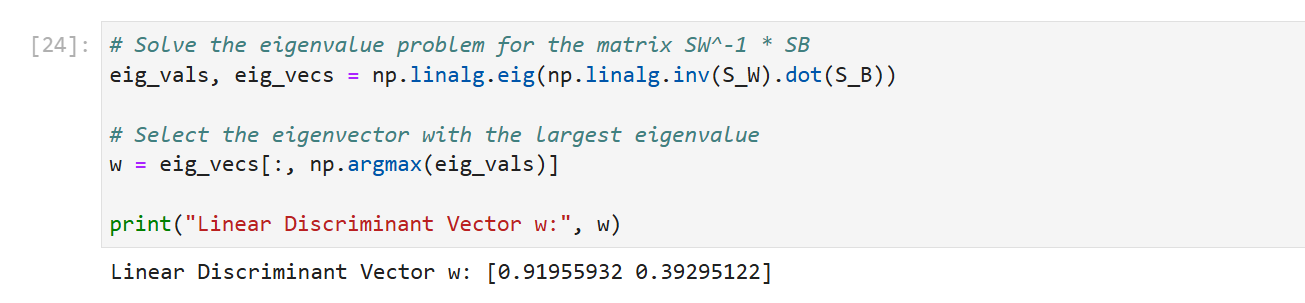 [24]: # Solve the eigenvalue problem for the matrix SW^-1 * SB
eig_vals, eig_vecs = np.linalg.eig(np.linalg.inv(S_W).dot(S_B))
# Select the eigenvector with the largest eigenvalue
w = eig_vecs[:, np.argmax(eig_vals)]
print("Linear Discriminant Vector w:", w)
Linear Discriminant Vector w: [0.91955932 0.39295122]